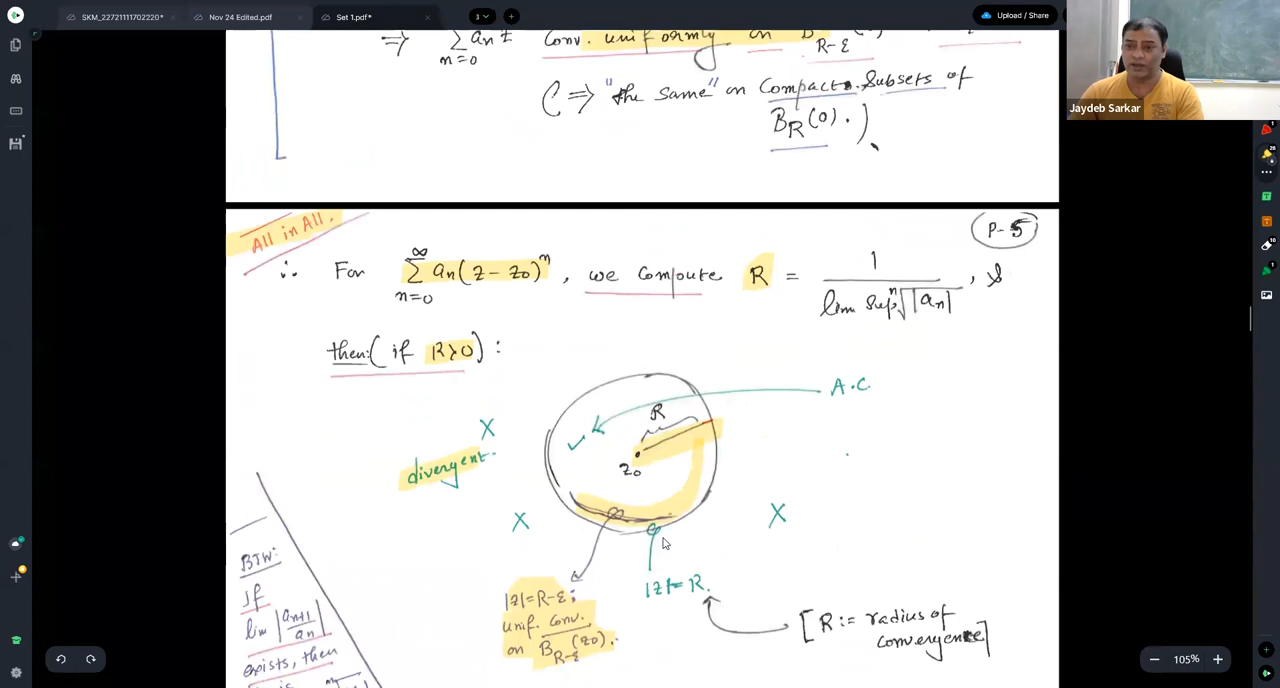 SKM_22721111702220*
Nov 24 Edited.pdf
Set 1.pdf*
Upload / Share
Jaydeb Sarkar
⇒ ∑ an z Conv. uniformly on B R-ε (0)
n=0
(⇒ "the same" on Compact Subsets of
BR(0).)
All in All.
P-5
∴ For ∑ an(z-z0)^n, we compute R = 1 / lim sup n√|an| , &
n=0 ∞
then: (if R>0):
A.C.
R
X
z0
divergent.
X
X
|z|=R-ε;
unif. conv.
on B R-ε (z0).
|z|=R.
[R:= radius of
convergence]
BTW:
If
lim |an+1/an|
exists, then
105%